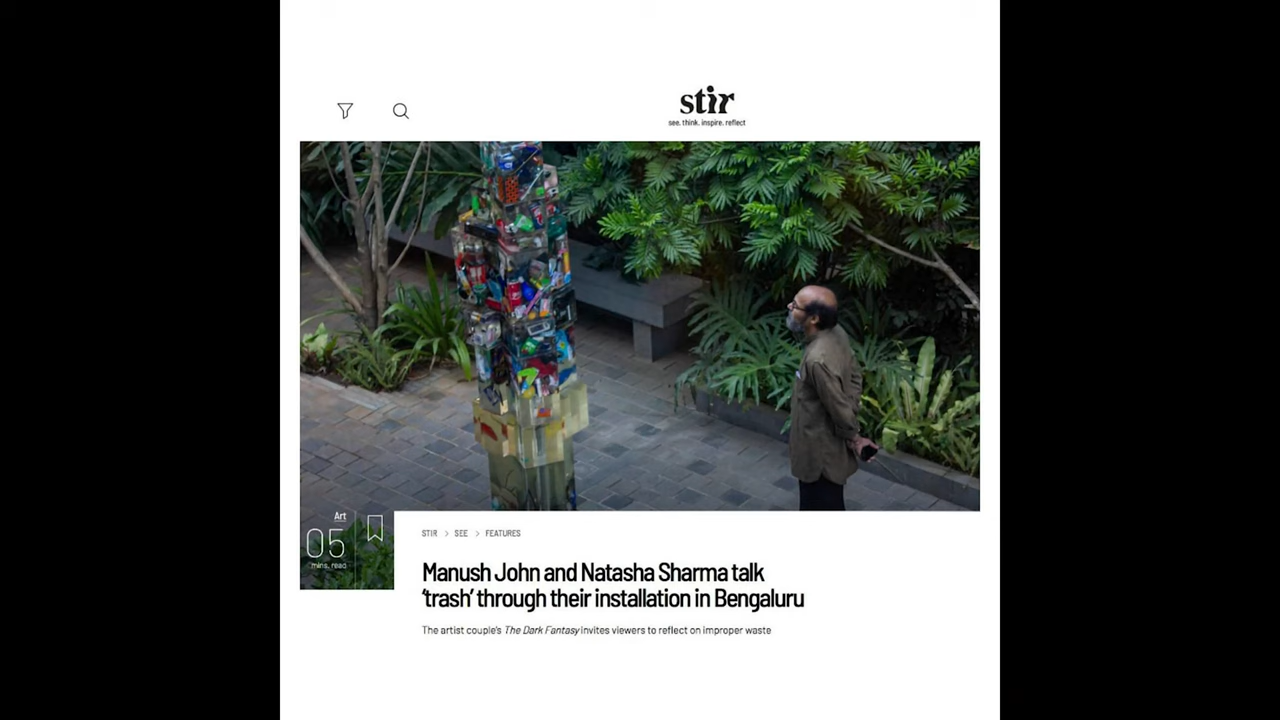 stir
see. think. inspire. reflect
Art
05
mins. read
STIR > SEE > FEATURES
Manush John and Natasha Sharma talk
‘trash’ through their installation in Bengaluru
The artist couple's The Dark Fantasy invites viewers to reflect on improper waste